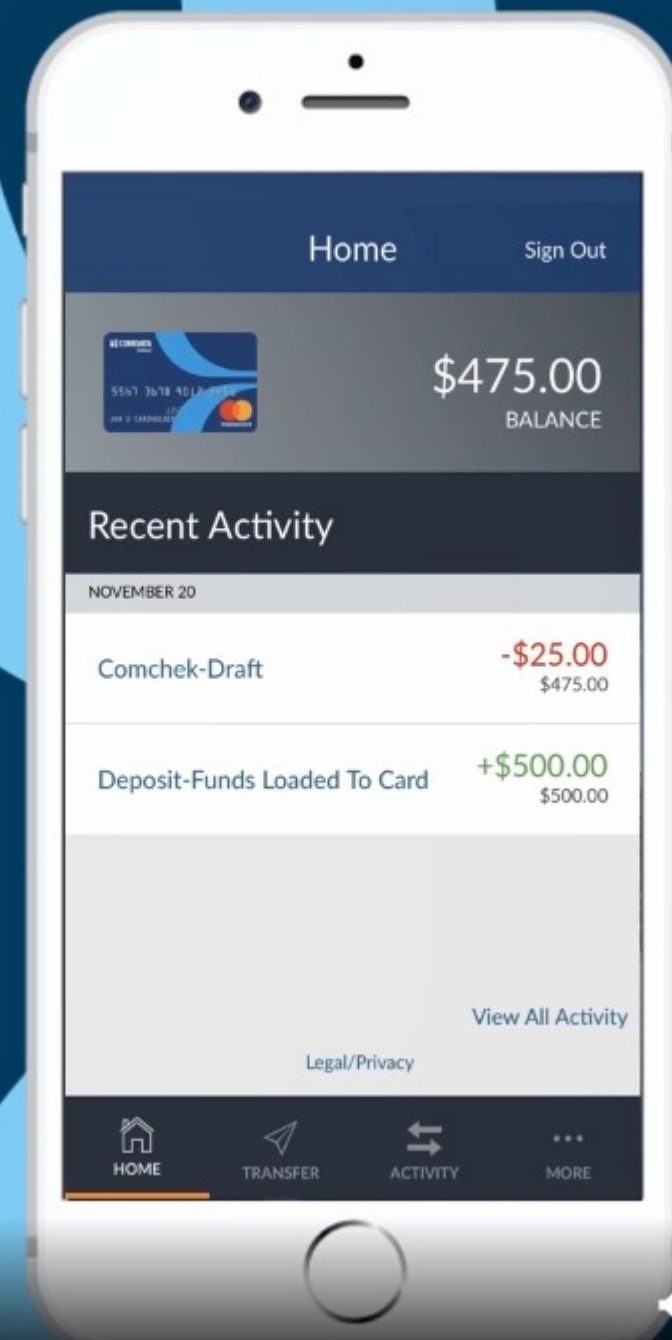 Home
Sign Out
COMDATA
$475.00
BALANCE
Recent Activity
NOVEMBER 20
Comchek-Draft
-$25.00
$475.00
Deposit-Funds Loaded To Card
+$500.00
$500.00
View All Activity
Legal/Privacy
HOME
TRANSFER
ACTIVITY
MORE